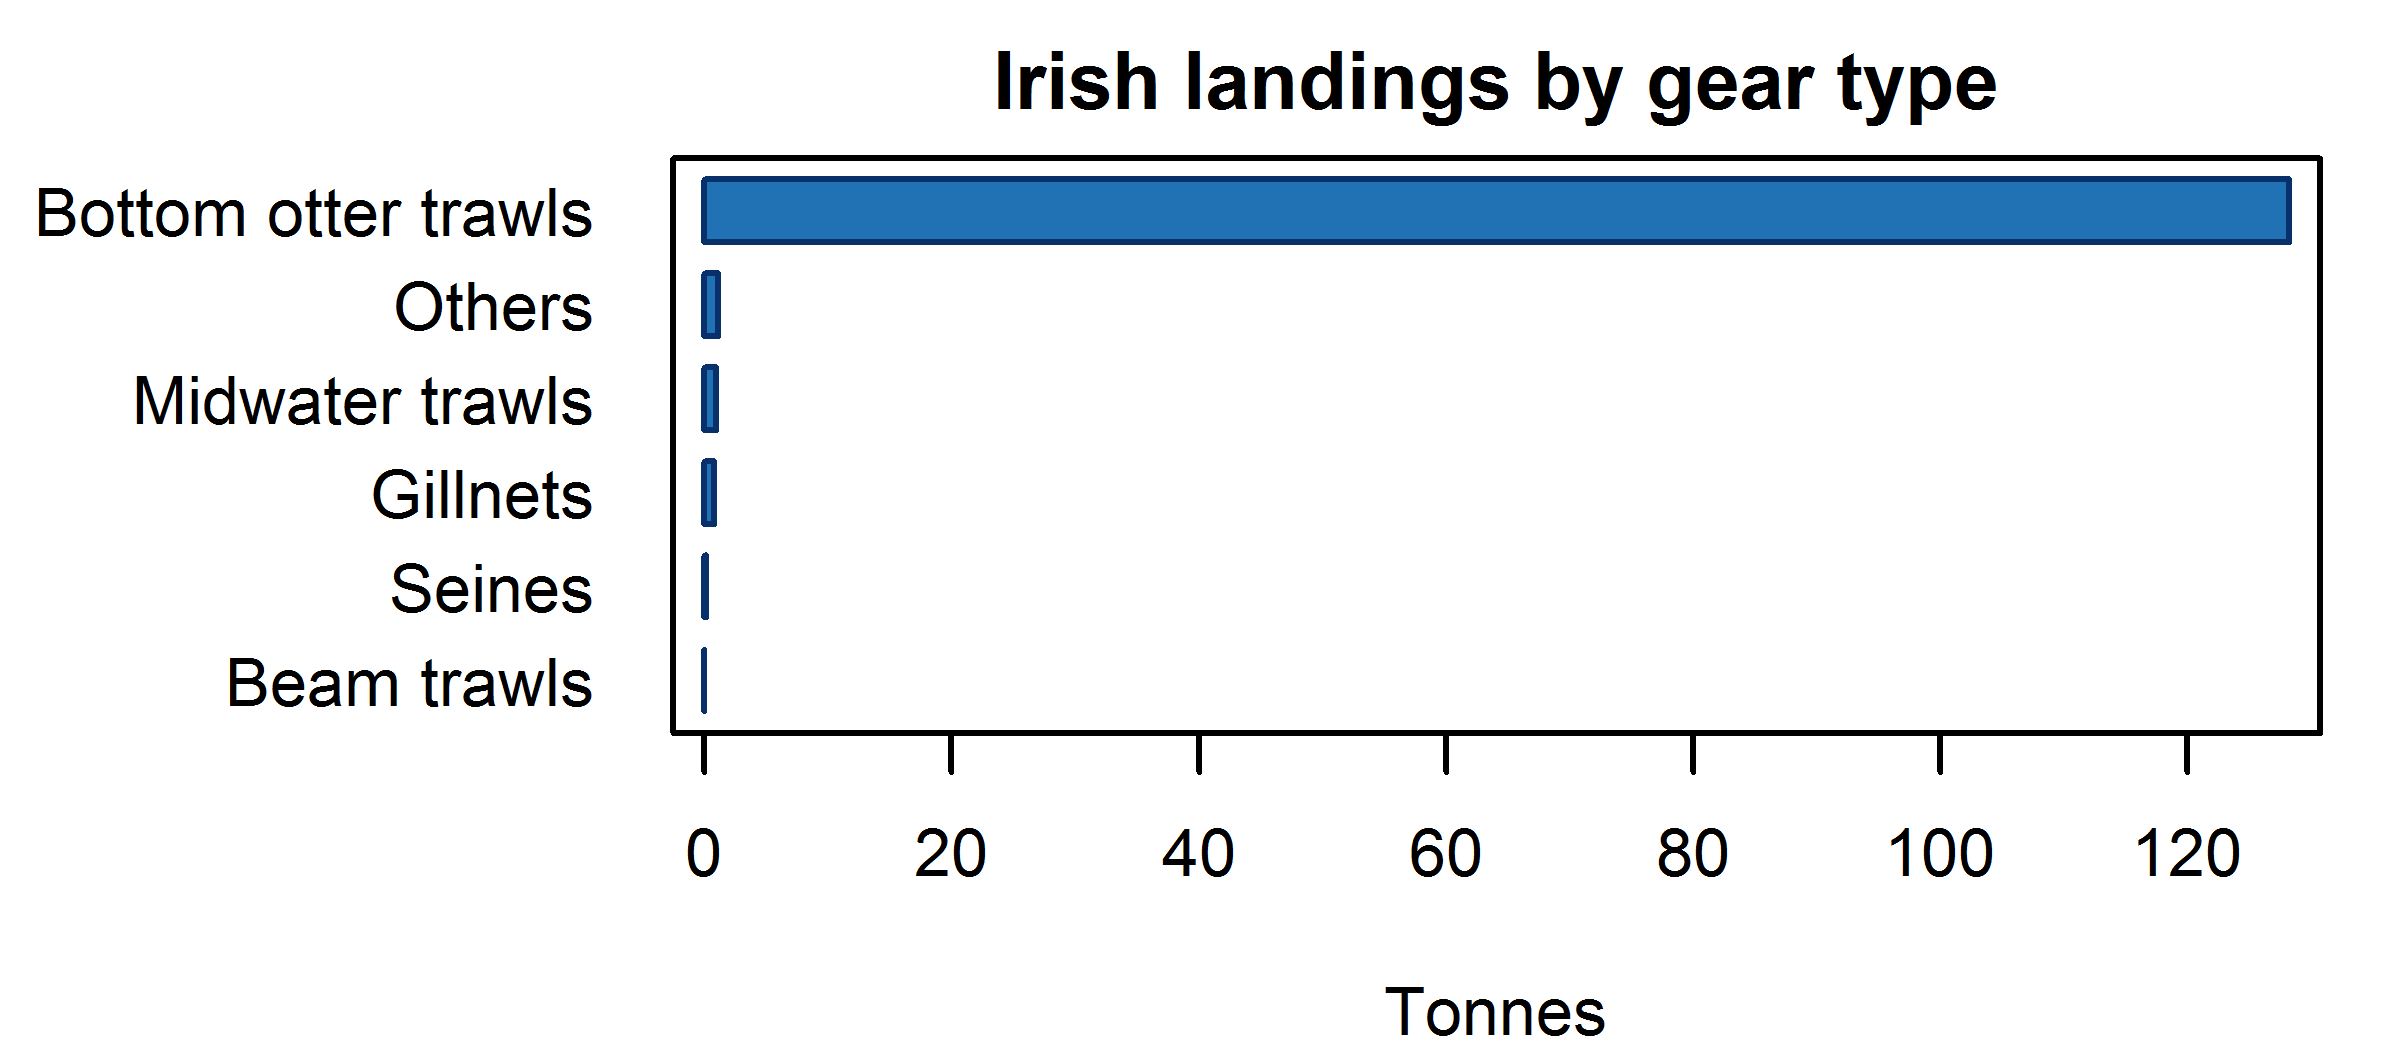 Irish landings by gear type
Bottom otter trawls
Others
Midwater trawls
Gillnets
Seines
Beam trawls
0 20 40 60 80 100 120
Tonnes